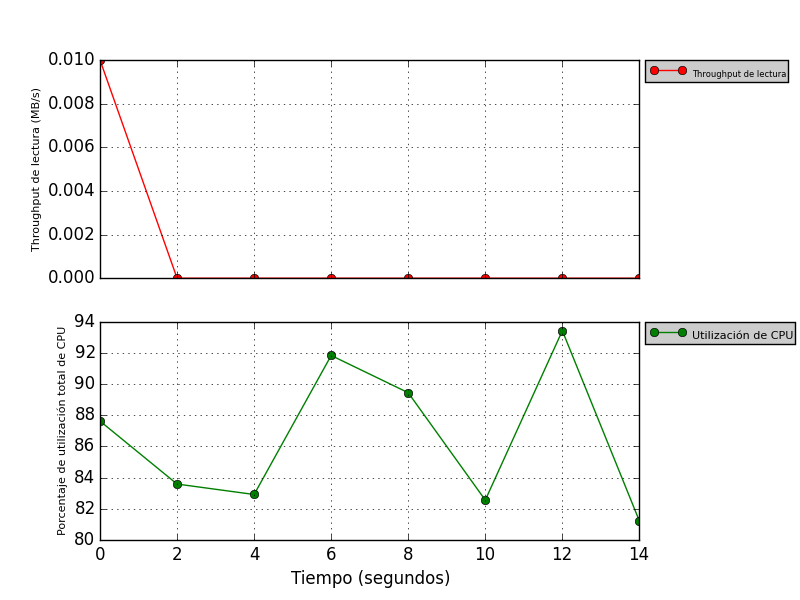 0.010
0.008
0.006
0.004
0.002
0.000
Throughput de lectura (MB/s)
Throughput de lectura
94
92
90
88
86
84
82
80
Porcentaje de utilización total de CPU
Utilización de CPU
0 2 4 6 8 10 12 14
Tiempo (segundos)